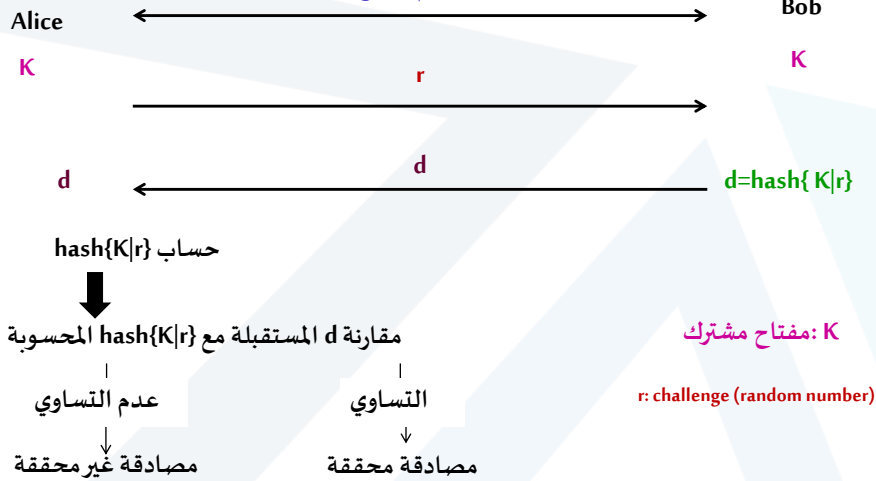 Alice
Bob
K
K
r
d
d
d=hash{ K|r}
حساب hash{K|r}
مقارنة d المستقبلة مع hash{K|r} المحسوبة
K :مفتاح مشترك
عدم التساوي
التساوي
r: challenge (random number)
مصادقة غير محققة
مصادقة محققة